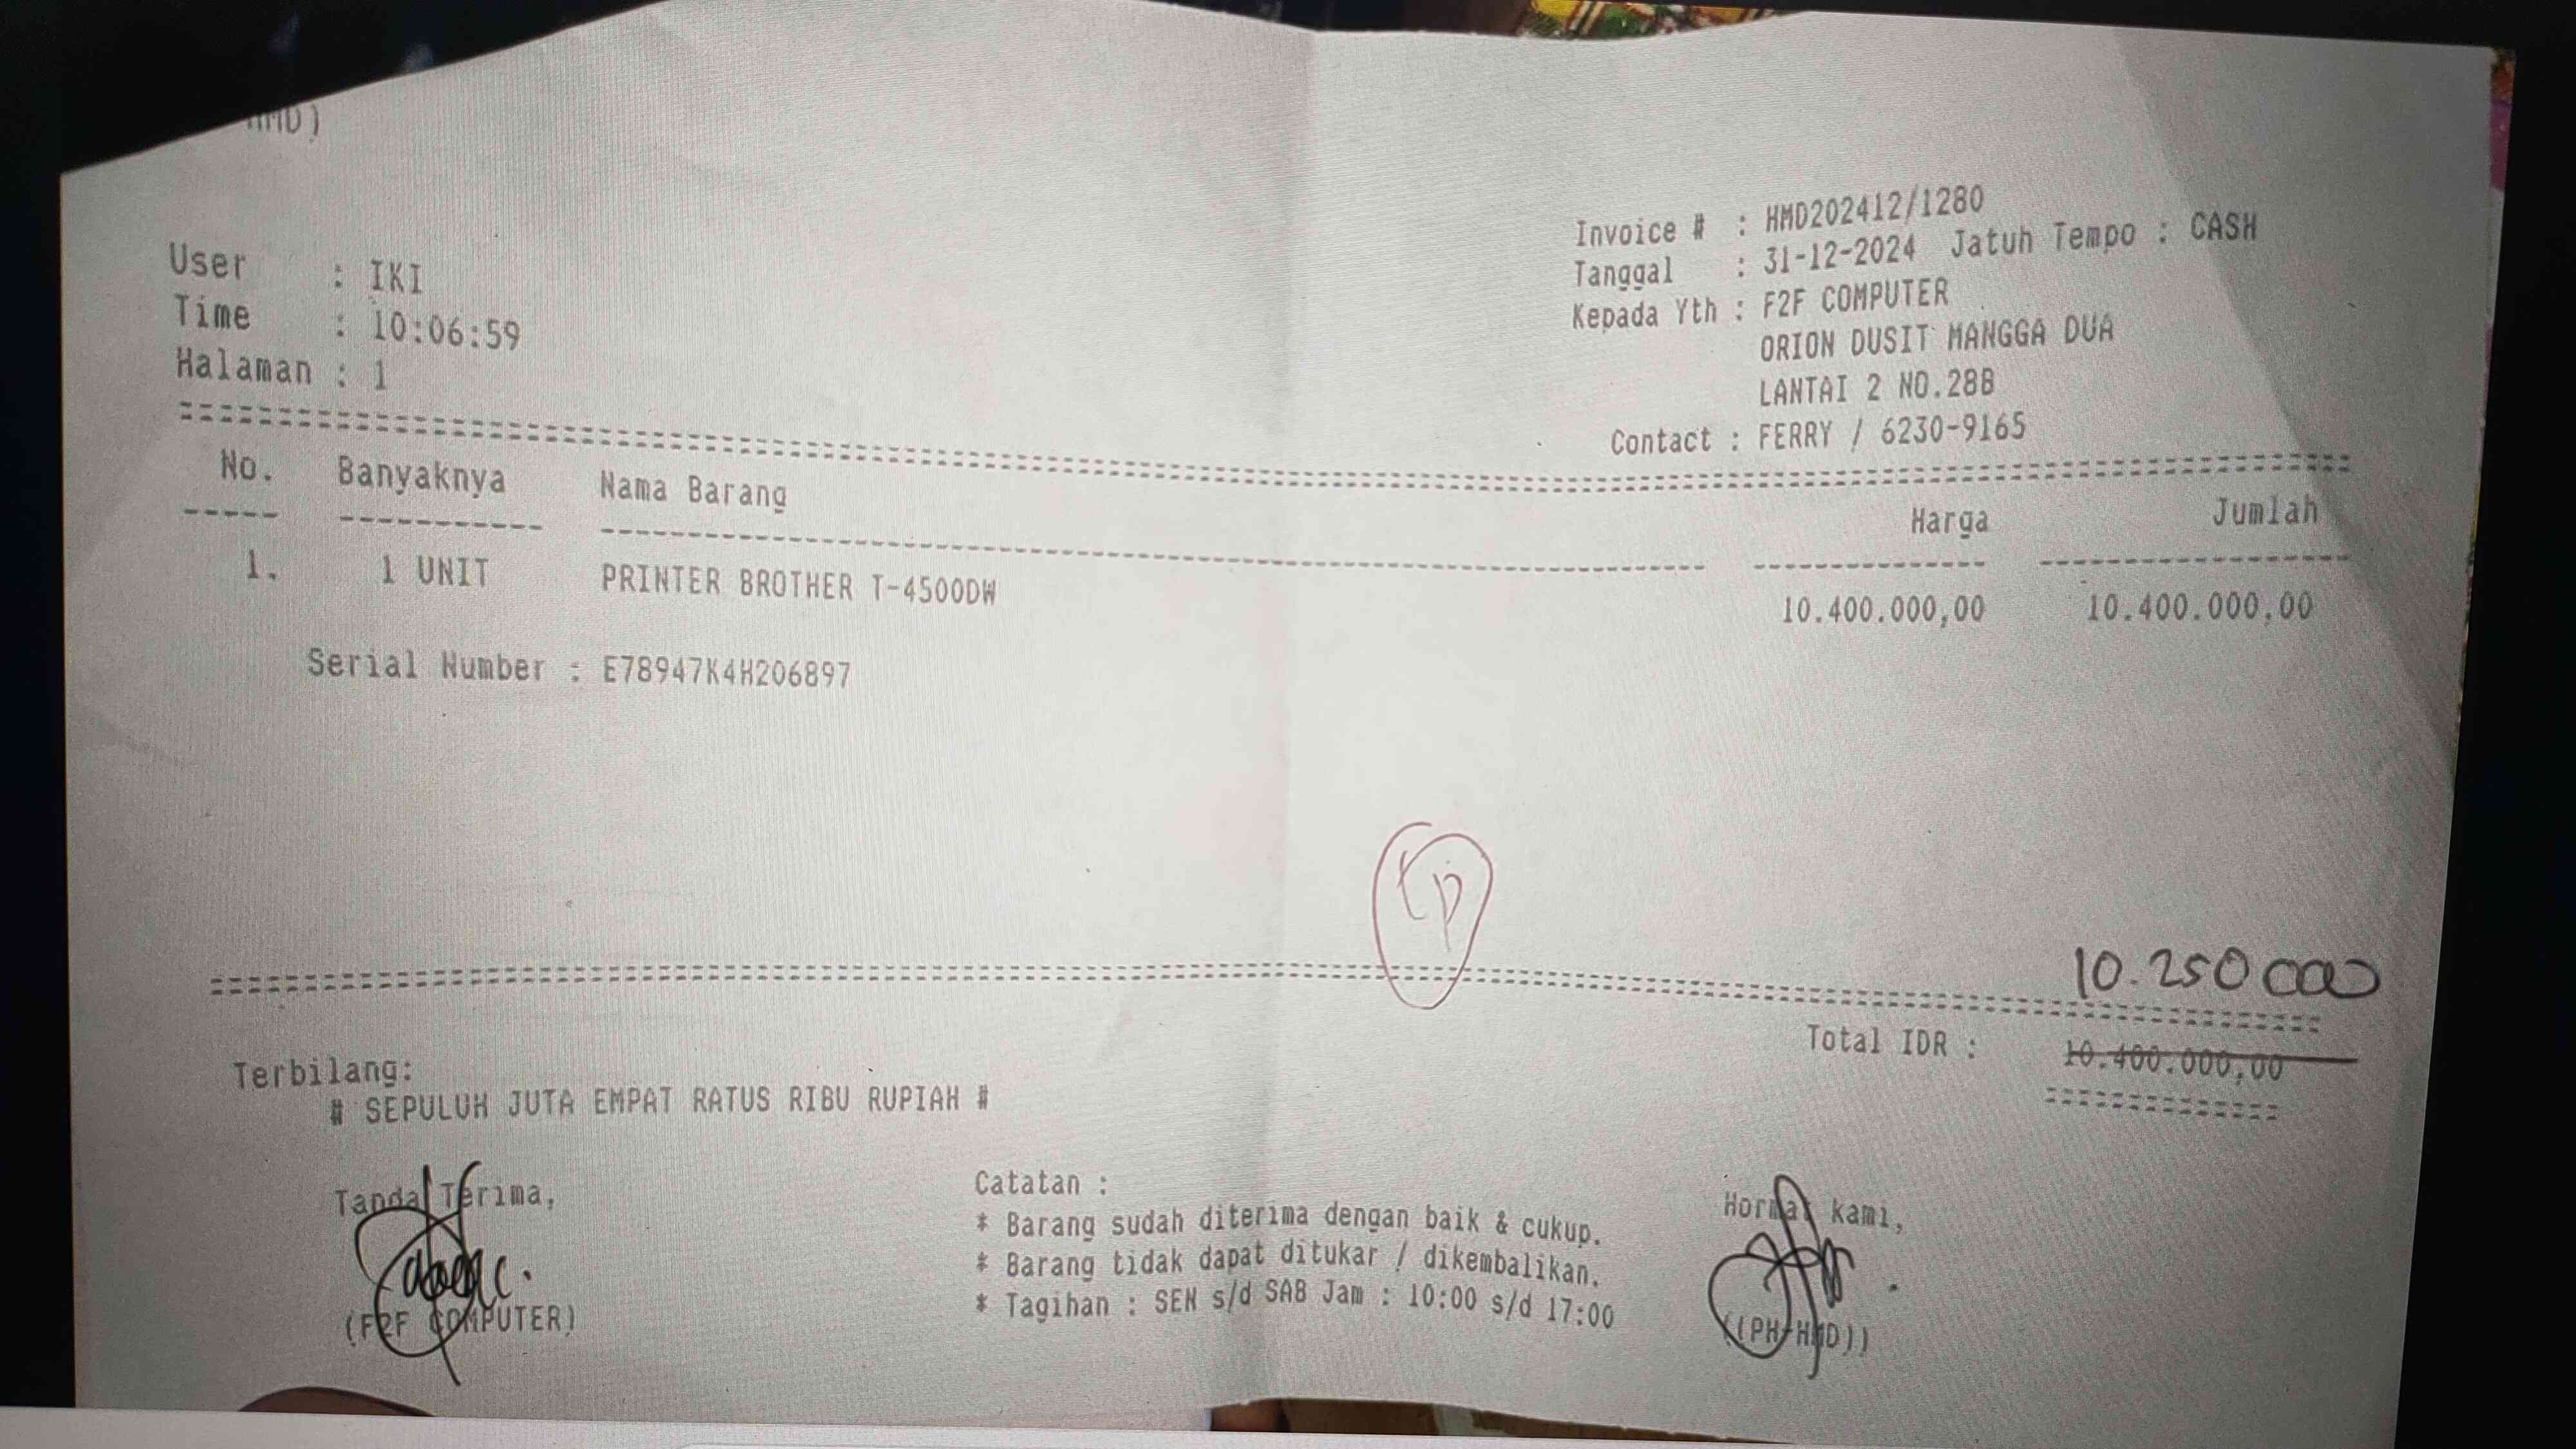 HMD)
User : IKI
Time : 10:06:59
Halaman : 1
Invoice # : HMD202412/1280
Tanggal : 31-12-2024 Jatuh Tempo : CASH
Kepada Yth : F2F COMPUTER
ORION DUSIT MANGGA DUA
LANTAI 2 NO.28B
Contact : FERRY / 6230-9165
No. Banyaknya Nama Barang Harga Jumlah
1. 1 UNIT PRINTER BROTHER T-4500DW 10.400.000,00 10.400.000,00
Serial Number : E78947K4H206897
tp
10.250000
Total IDR : 10.400.000,00
Terbilang:
# SEPULUH JUTA EMPAT RATUS RIBU RUPIAH #
Tanda Terima,
(F2F COMPUTER)
Catatan :
* Barang sudah diterima dengan baik & cukup.
* Barang tidak dapat ditukar / dikembalikan.
* Tagihan : SEN s/d SAB Jam : 10:00 s/d 17:00
Hormat kami,
((PH-HMD))